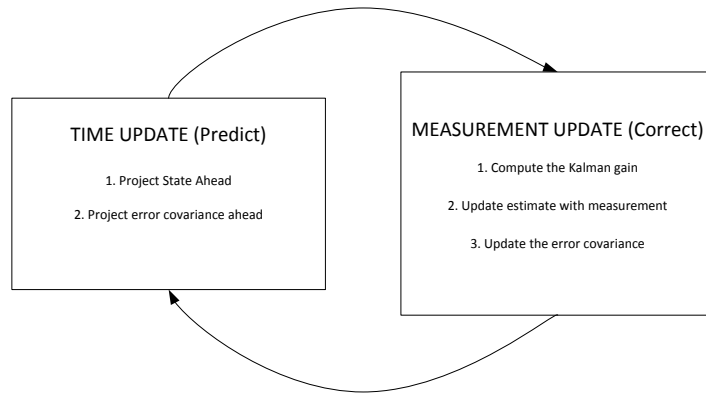 TIME UPDATE (Predict)
1. Project State Ahead
2. Project error covariance ahead
MEASUREMENT UPDATE (Correct)
1. Compute the Kalman gain
2. Update estimate with measurement
3. Update the error covariance